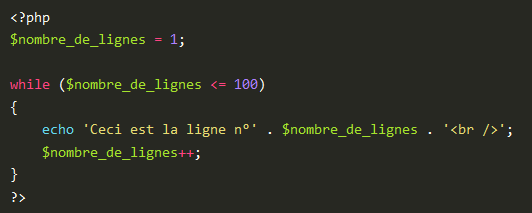 <?php
$nombre_de_lignes = 1;
while ($nombre_de_lignes <= 100)
{
echo 'Ceci est la ligne n°' . $nombre_de_lignes . '<br />';
$nombre_de_lignes++;
}
?>